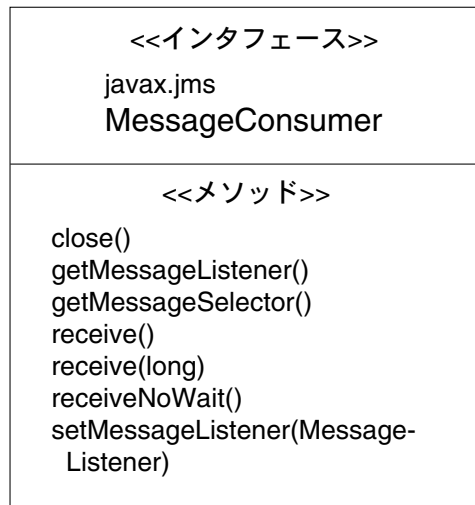 <<インタフェース>>
javax.jms
MessageConsumer
<<メソッド>>
close()
getMessageListener()
getMessageSelector()
receive()
receive(long)
receiveNoWait()
setMessageListener(Message-
Listener)